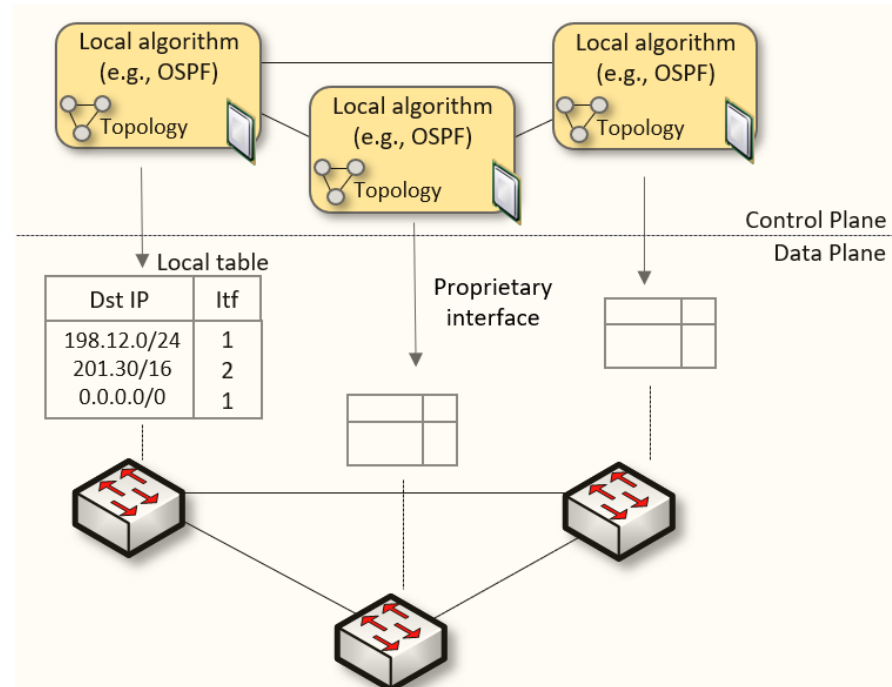 Local algorithm
(e.g., OSPF)
Topology
Local algorithm
(e.g., OSPF)
Topology
Local algorithm
(e.g., OSPF)
Topology
Control Plane
Data Plane
Local table
Dst IP Itf
198.12.0/24 1
201.30/16 2
0.0.0.0/0 1
Proprietary
interface